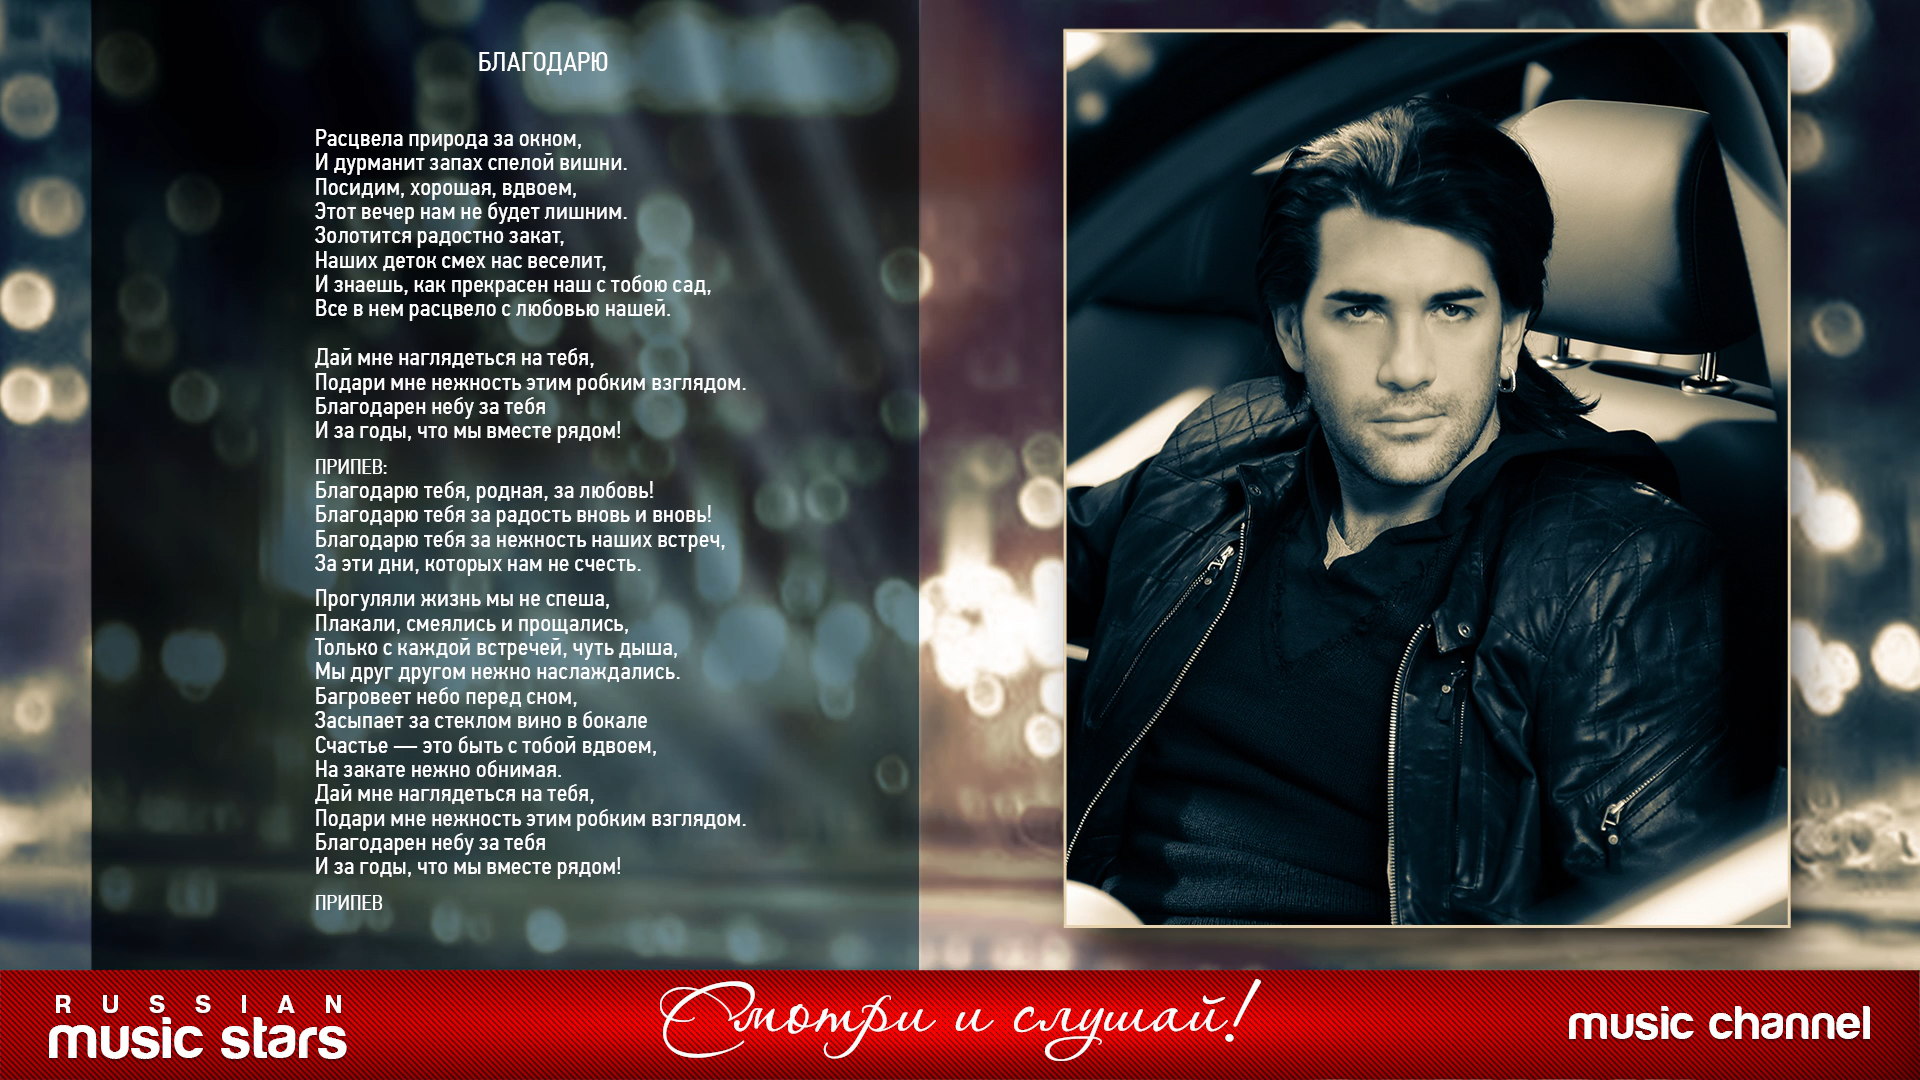 БЛАГОДАРЮ
Расцвела природа за окном,
И дурманит запах спелой вишни.
Посидим, хорошая, вдвоем,
Этот вечер нам не будет лишним.
Золотится радостно закат,
Наших деток смех нас веселит,
И знаешь, как прекрасен наш с тобою сад,
Все в нем расцвело с любовью нашей.
Дай мне наглядеться на тебя,
Подари мне нежность этим робким взглядом.
Благодарен небу за тебя
И за годы, что мы вместе рядом!
ПРИПЕВ:
Благодарю тебя, родная, за любовь!
Благодарю тебя за радость вновь и вновь!
Благодарю тебя за нежность наших встреч,
За эти дни, которых нам не счесть.
Прогуляли жизнь мы не спеша,
Плакали, смеялись и прощались,
Только с каждой встречей, чуть дыша,
Мы друг другом нежно наслаждались.
Багровеет небо перед сном,
Засыпает за стеклом вино в бокале
Счастье — это быть с тобой вдвоем,
На закате нежно обнимая.
Дай мне наглядеться на тебя,
Подари мне нежность этим робким взглядом.
Благодарен небу за тебя
И за годы, что мы вместе рядом!
ПРИПЕВ
RUSSIAN
music stars
Смотри и слушай!
music channel